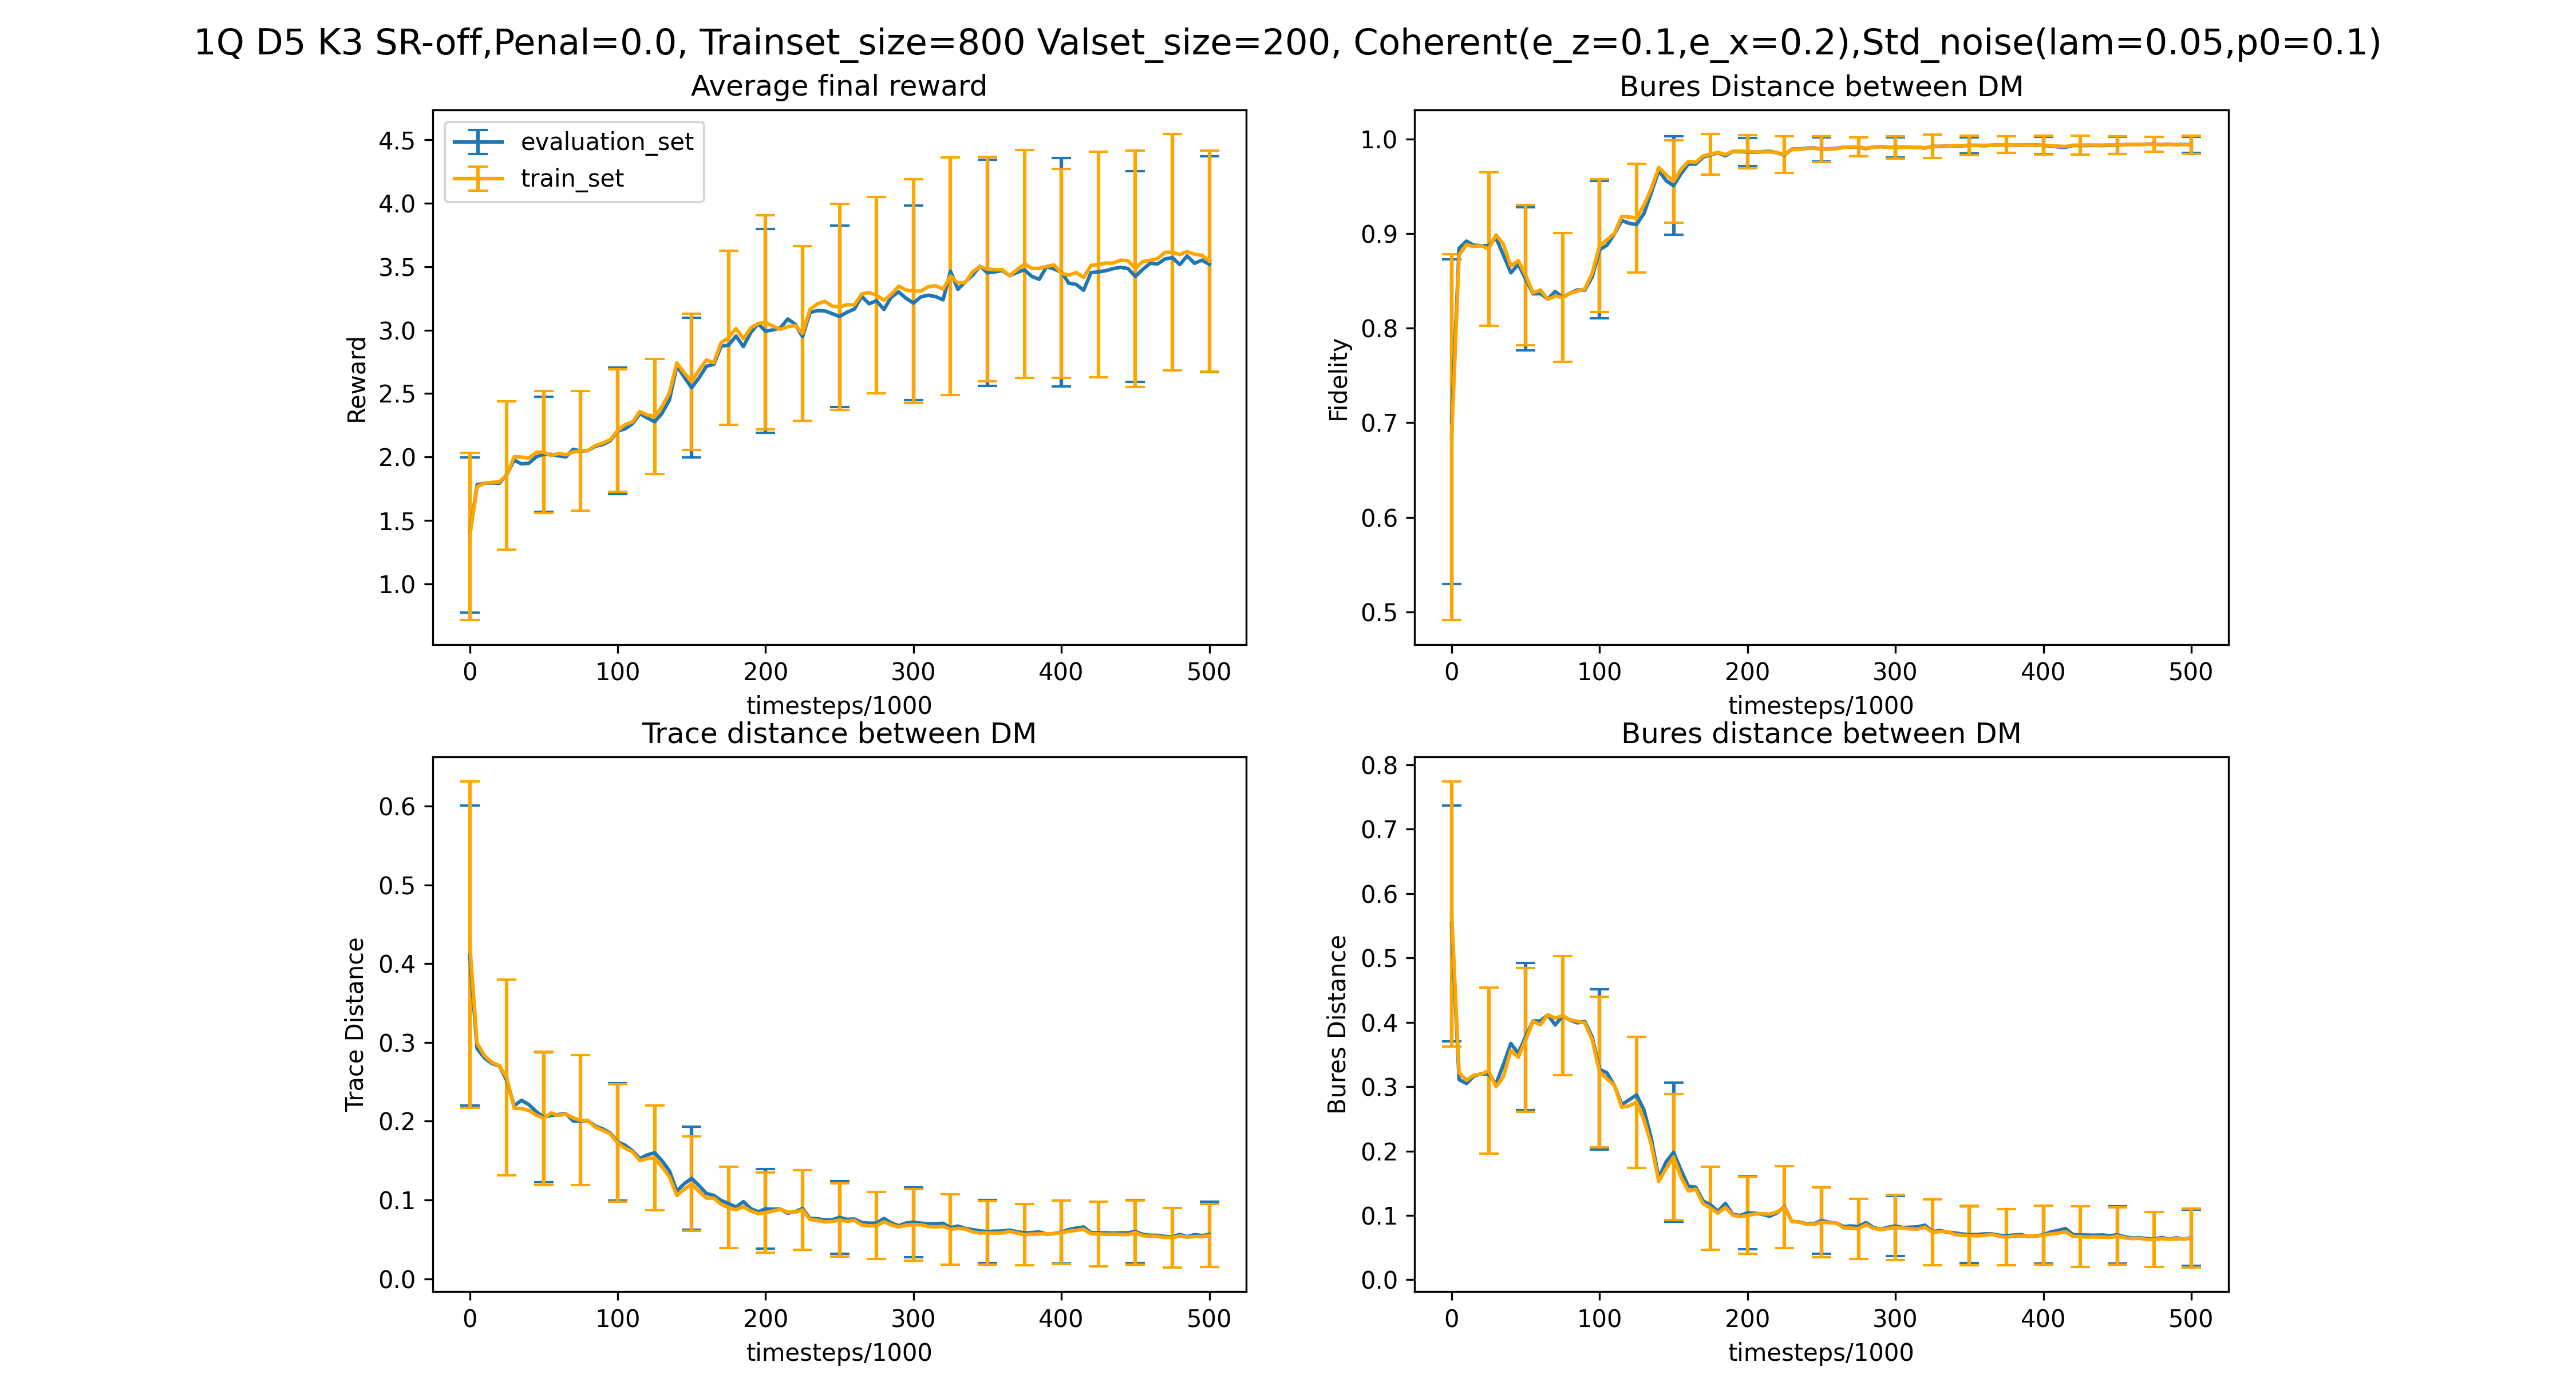 1Q D5 K3 SR-off,Penal=0.0, Trainset_size=800 Valset_size=200, Coherent(e_z=0.1,e_x=0.2),Std_noise(lam=0.05,p0=0.1)
Average final reward
evaluation_set
train_set
Reward
4.5
4.0
3.5
3.0
2.5
2.0
1.5
1.0
0 100 200 300 400 500
timesteps/1000
Bures Distance between DM
Fidelity
1.0
0.9
0.8
0.7
0.6
0.5
0 100 200 300 400 500
timesteps/1000
Trace distance between DM
Trace Distance
0.6
0.5
0.4
0.3
0.2
0.1
0.0
0 100 200 300 400 500
timesteps/1000
Bures distance between DM
Bures Distance
0.8
0.7
0.6
0.5
0.4
0.3
0.2
0.1
0.0
0 100 200 300 400 500
timesteps/1000